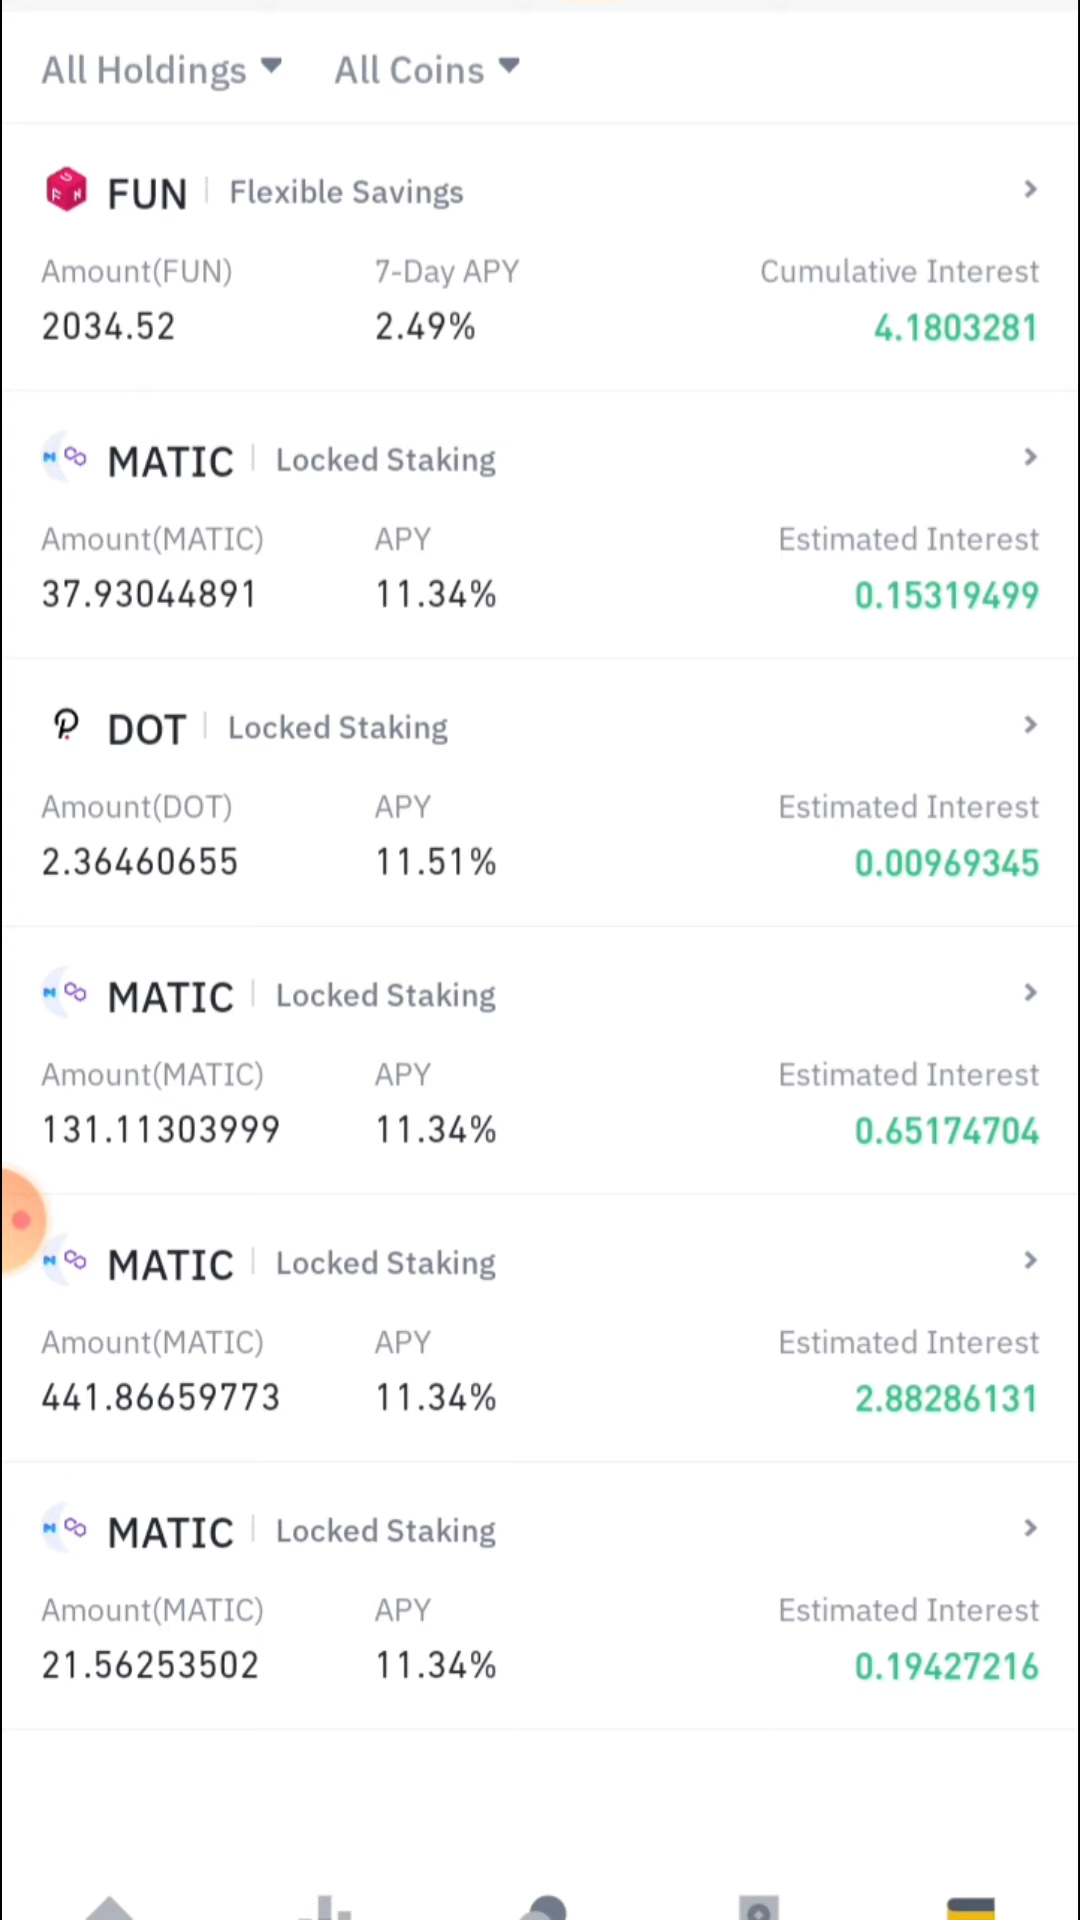 All Holdings All Coins
FUN Flexible Savings
Amount(FUN) 7-Day APY Cumulative Interest
2034.52 2.49% 4.1803281
MATIC Locked Staking
Amount(MATIC) APY Estimated Interest
37.93044891 11.34% 0.15319499
DOT Locked Staking
Amount(DOT) APY Estimated Interest
2.36460655 11.51% 0.00969345
MATIC Locked Staking
Amount(MATIC) APY Estimated Interest
131.11303999 11.34% 0.65174704
MATIC Locked Staking
Amount(MATIC) APY Estimated Interest
441.86659773 11.34% 2.88286131
MATIC Locked Staking
Amount(MATIC) APY Estimated Interest
21.56253502 11.34% 0.19427216